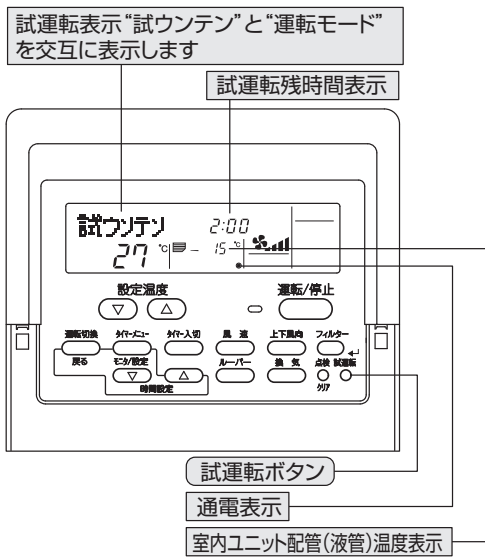 試運転表示“試ウンテン”と“運転モード”
を交互に表示します
試運転残時間表示
試ウンテン 2:00
27 ℃ － 15 ℃
設定温度 運転/停止
▽ △
運転切換 タイマーメニュー タイマー入切 風 速 上下風向 フィルター
戻る モニタ/設定 ルーバー 換 気 点検 試運転
▽ △
時間設定 クリア
試運転ボタン
通電表示
室内ユニット配管(液管)温度表示